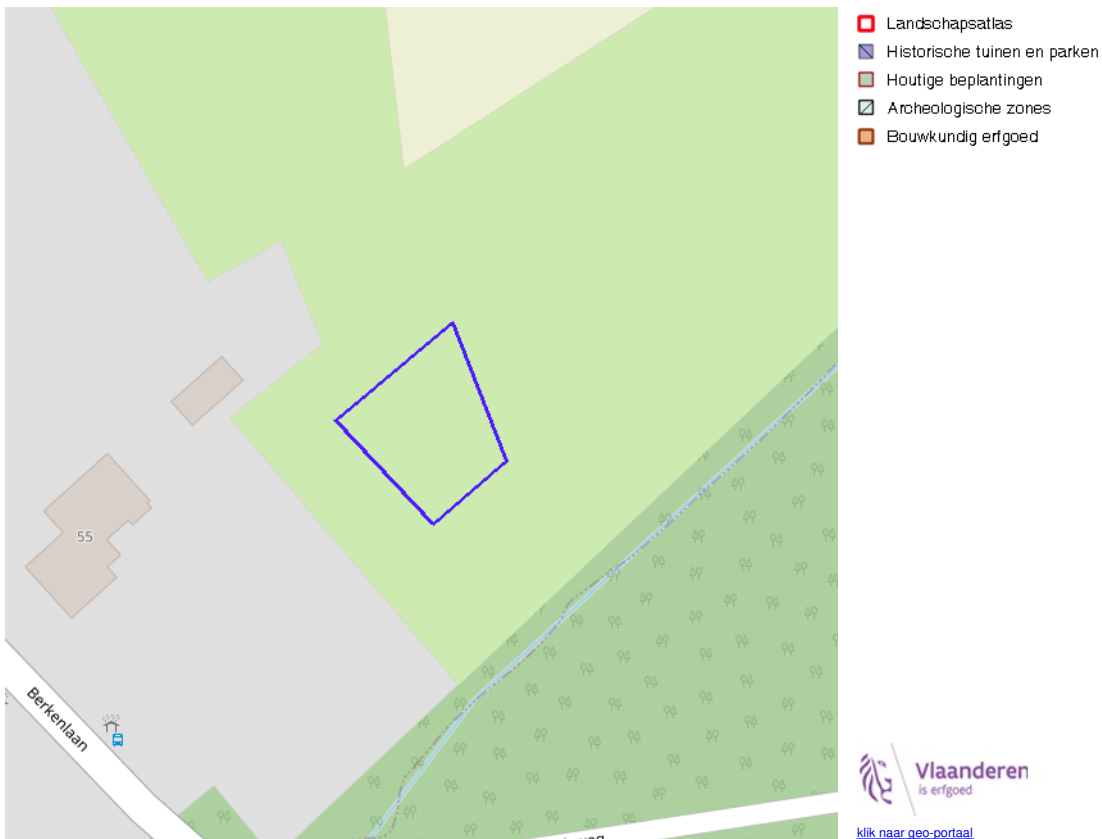 Landschapsatlas
Historische tuinen en parken
Houtige beplantingen
Archeologische zones
Bouwkundig erfgoed
55
Berkenlaan
Vlaanderen
is erfgoed
klik naar geo-portaal